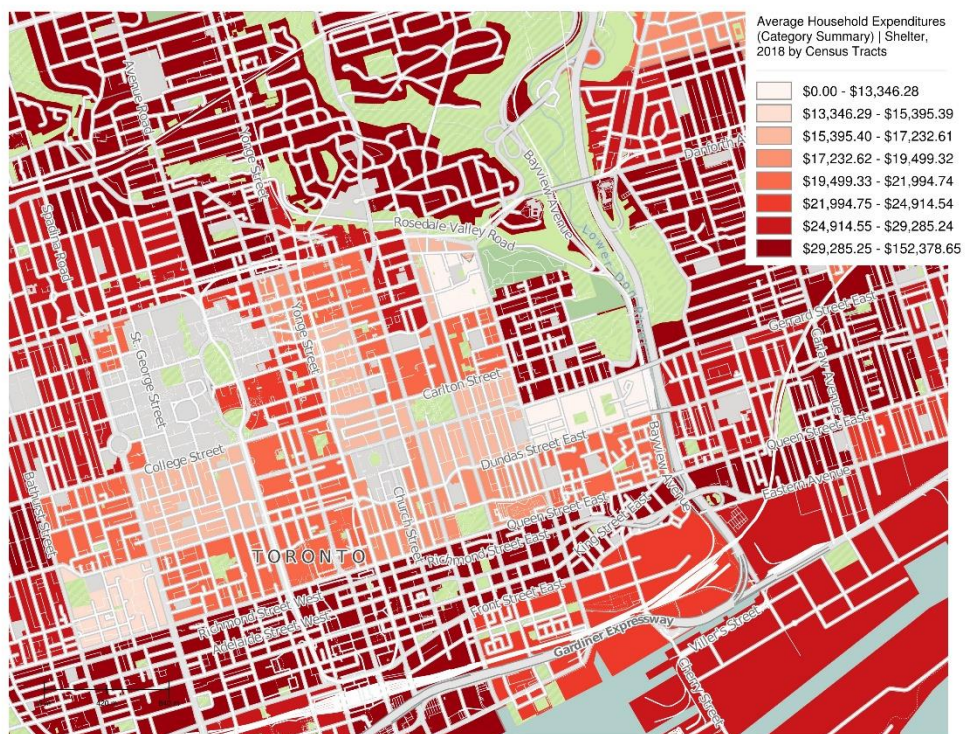 Average Household Expenditures
(Category Summary) | Shelter,
2018 by Census Tracts
$0.00 - $13,346.28
$13,346.29 - $15,395.39
$15,395.40 - $17,232.61
$17,232.62 - $19,499.32
$19,499.33 - $21,994.74
$21,994.75 - $24,914.54
$24,914.55 - $29,285.24
$29,285.25 - $152,378.65
Avenue Road
Yonge Street
Bayview Avenue
Danforth
Spadina Road
Rosedale Valley Road
Lower Don
Yonge Street
Gerrard Street East
St. George Street
Carlton Street
Carlaw Avenue
College Street
Dundas Street East
Bayview Avenue
Queen Street East
Bathurst Street
Church Street
Queen Street East
Eastern Avenue
King Street East
TORONTO
Richmond Street East
Richmond Street West
Adelaide Street West
Front Street East
Gardiner Expressway
Villier's Street
Cherry Street